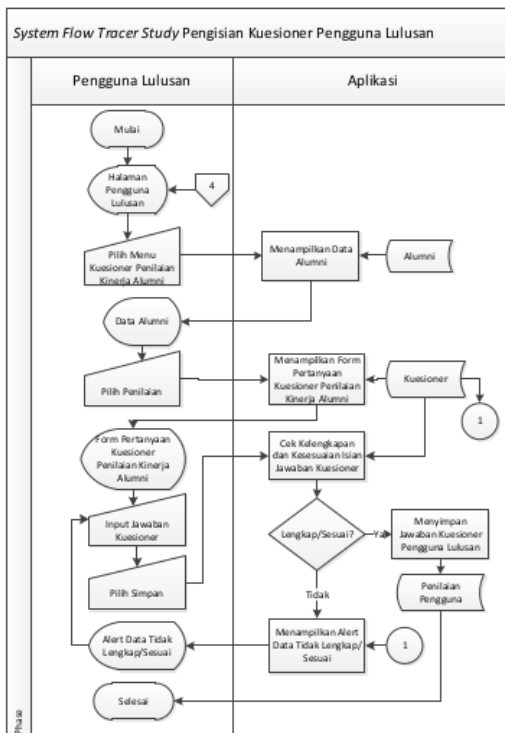 System Flow Tracer Study Pengisian Kuesioner Pengguna Lulusan
Pengguna Lulusan
Aplikasi
Mulai
Halaman
Pengguna
Lulusan
4
Pilih Menu
Kuesioner Penilaian
Kinerja Alumni
Menampilkan Data
Alumni
Alumni
Data Alumni
Pilih Penilaian
Menampilkan Form
Pertanyaan
Kuesioner Penilaian
Kinerja Alumni
Kuesioner
1
Form Pertanyaan
Kuesioner
Penilaian Kinerja
Alumni
Cek Kelengkapan
dan Kesesuaian Isian
Jawaban Kuesioner
Input Jawaban
Kuesioner
Lengkap/Sesuai?
Ya
Menyimpan
Jawaban Kuesioner
Pengguna Lulusan
Pilih Simpan
Penilaian
Pengguna
Tidak
Alert Data Tidak
Lengkap/Sesuai
Menampilkan Alert
Data Tidak Lengkap/
Sesuai
1
Selesai
Phase